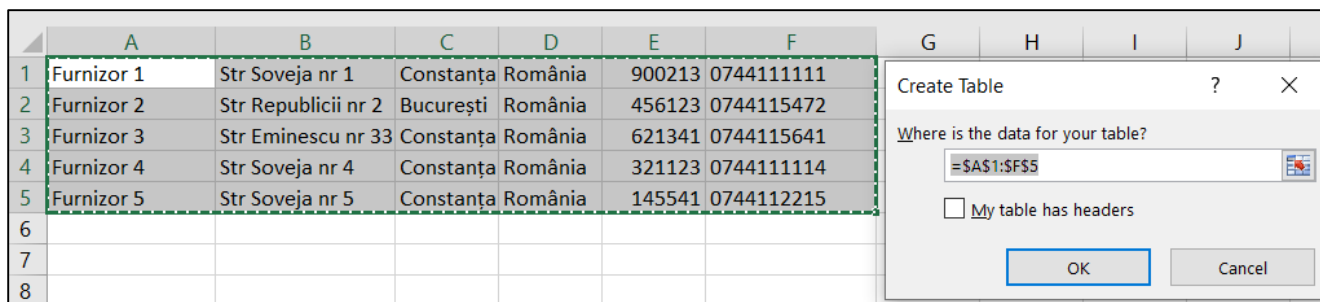 A B C D E F G H I J
1 Furnizor 1 Str Soveja nr 1 Constanța România 900213 0744111111
2 Furnizor 2 Str Republicii nr 2 București România 456123 0744115472
3 Furnizor 3 Str Eminescu nr 33 Constanța România 621341 0744115641
4 Furnizor 4 Str Soveja nr 4 Constanța România 321123 0744111114
5 Furnizor 5 Str Soveja nr 5 Constanța România 145541 0744112215
6
7
8
Create Table ? ×
Where is the data for your table?
=$A$1:$F$5
My table has headers
OK Cancel